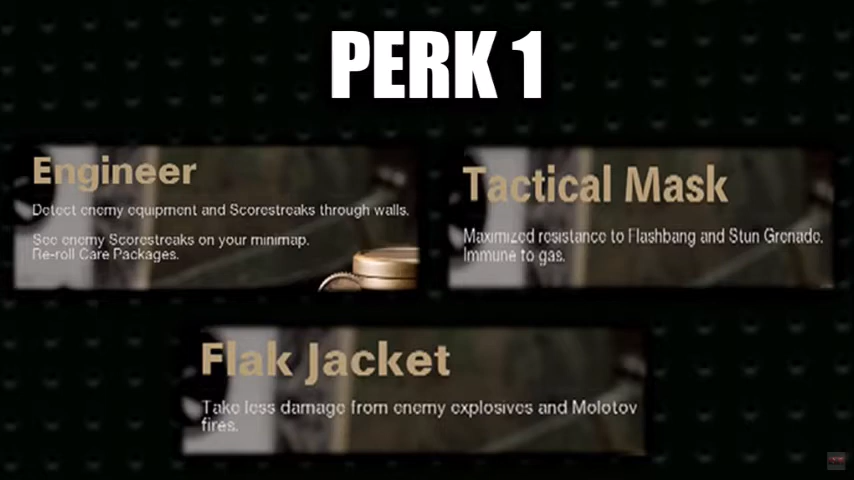 PERK 1
Engineer
Detect enemy equipment and Scorestreaks through walls.
See enemy Scorestreaks on your minimap.
Re-roll Care Packages.
Tactical Mask
Maximized resistance to Flashbang and Stun Grenade.
Immune to gas.
Flak Jacket
Take less damage from enemy explosives and Molotov
fires.